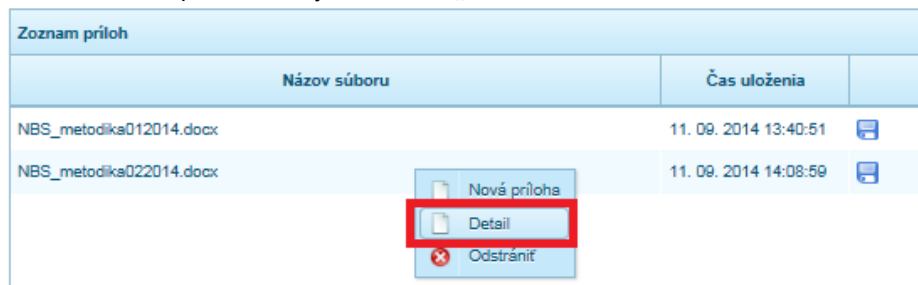 Zoznam príloh
Názov súboru Čas uloženia
NBS_metodika012014.docx 11. 09. 2014 13:40:51
NBS_metodika022014.docx 11. 09. 2014 14:08:59
Nová príloha
Detail
Odstrániť